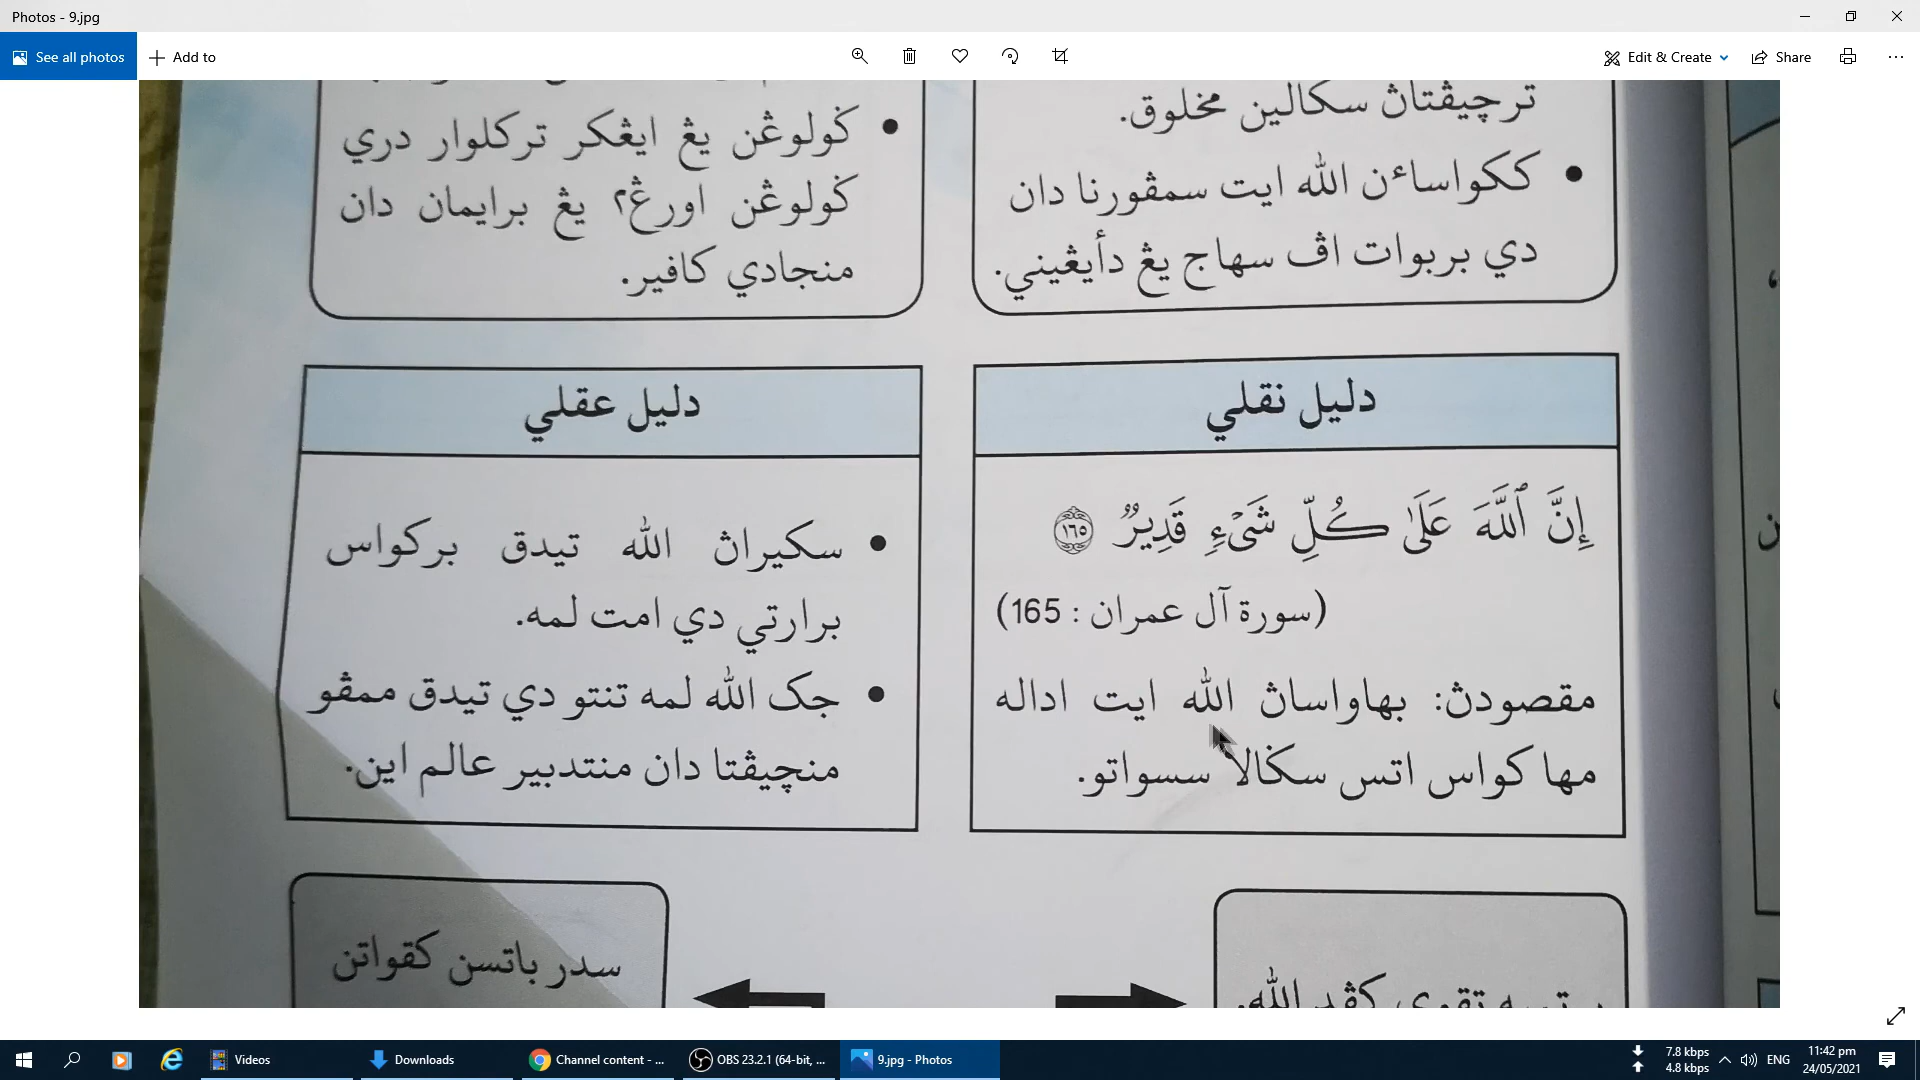 Photos - 9.jpg
See all photos
Add to
Edit & Create
Share
ترچيڤتاڽ سکالين مخلوق.
ککواساءن الله ايت سمڤورنا دان
دي بربوات اڤ سهاج يڠ دأيڠيني.
ݢولوڠن يڠ ايڠکر ترکلوار دري
ݢولوڠن اورڠ٢ يڠ برايمان دان
منجادي کافير.
دليل نقلي
إِنَّ ٱللَّهَ عَلَىٰ كُلِّ شَيْءٍ قَدِيرٌ ١٦٥
(سورة آل عمران : 165)
مقصودڽ: بهاواساڽ الله ايت اداله
مها کواس اتس سݢالا سسواتو.
دليل عقلي
سکيراڽ الله تيدق برکواس
برارتي دي امت لمه.
جک الله لمه تنتو دي تيدق ممڤو
منچيڤتا دان منتدبير عالم اين.
سدر باتسن کقواتن
Videos
Downloads
Channel content - ...
OBS 23.2.1 (64-bit, ...
9.jpg - Photos
7.8 kbps
4.8 kbps
ENG
11:42 pm
24/05/2021